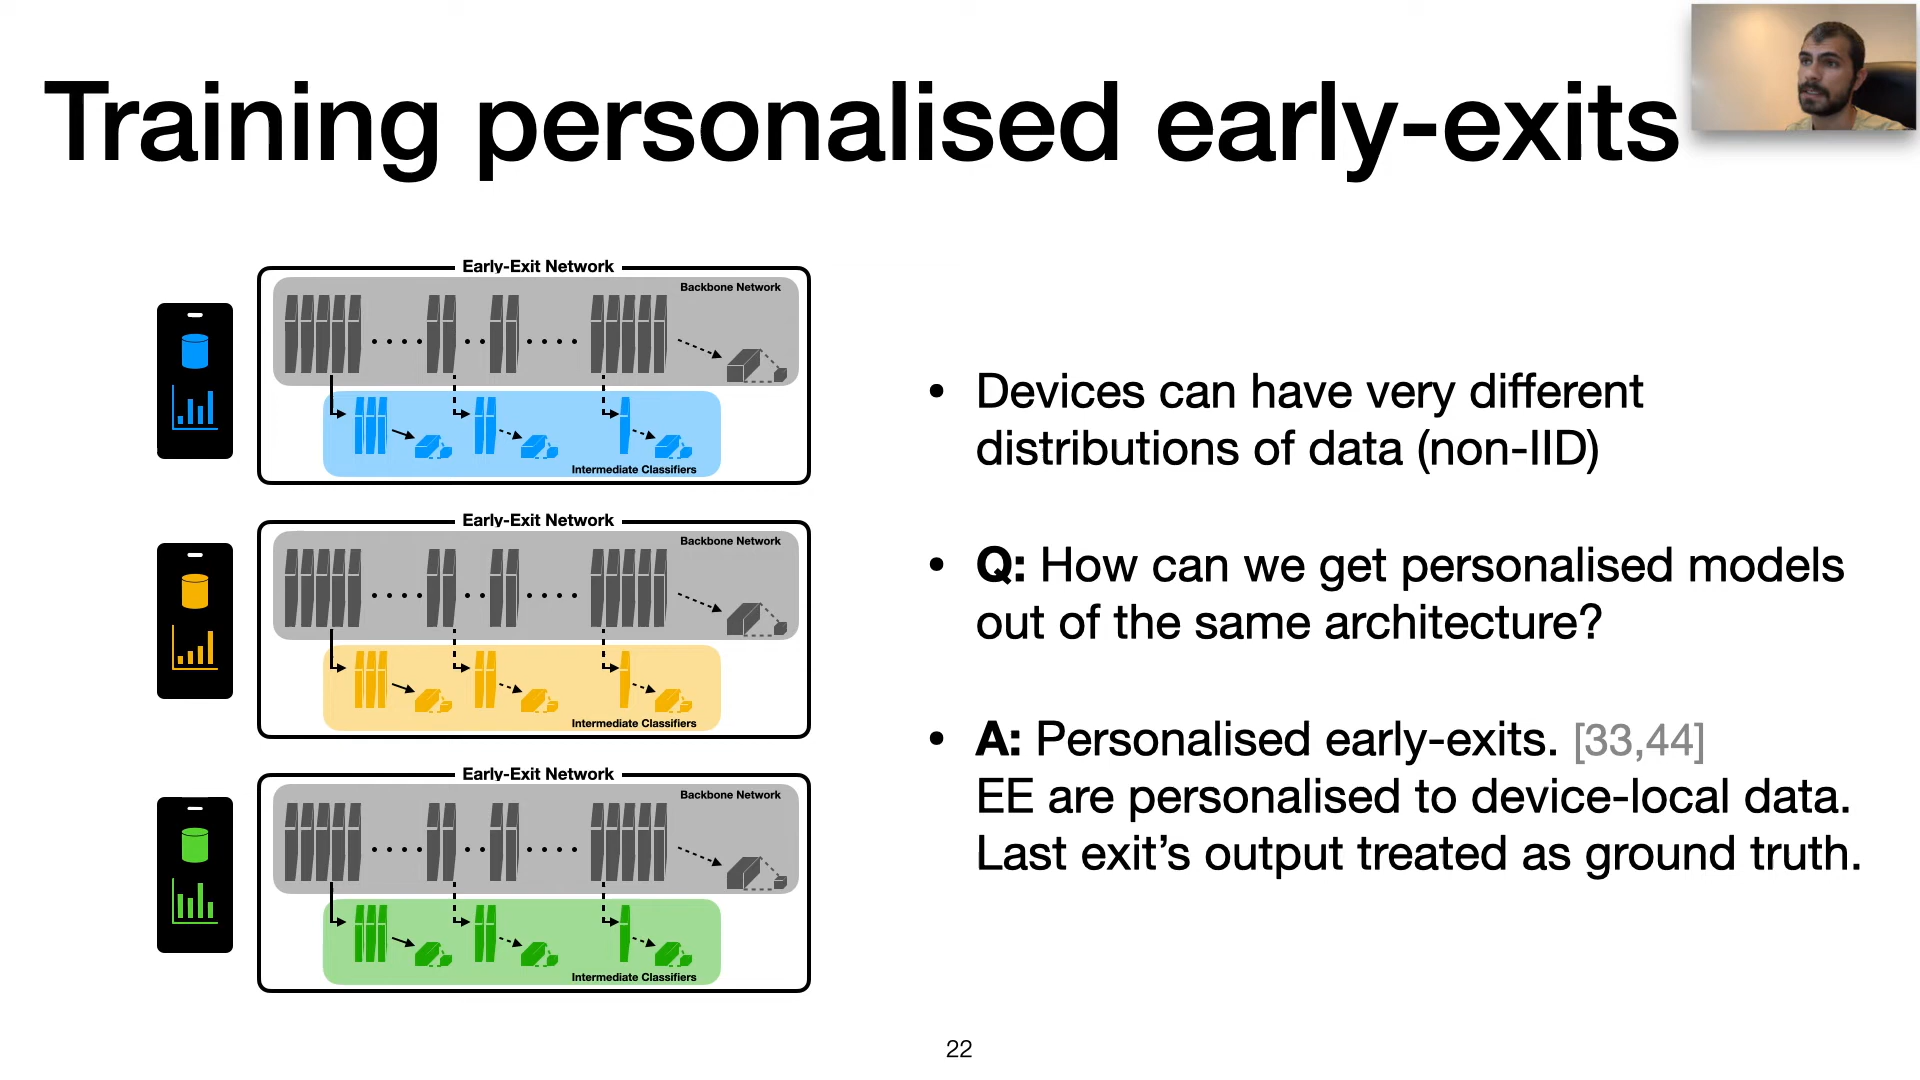 Training personalised early-exits
Early-Exit Network
Backbone Network
Intermediate Classifiers
Early-Exit Network
Backbone Network
Intermediate Classifiers
Early-Exit Network
Backbone Network
Intermediate Classifiers
• Devices can have very different
distributions of data (non-IID)
• Q: How can we get personalised models
out of the same architecture?
• A: Personalised early-exits. [33,44]
EE are personalised to device-local data.
Last exit’s output treated as ground truth.
22